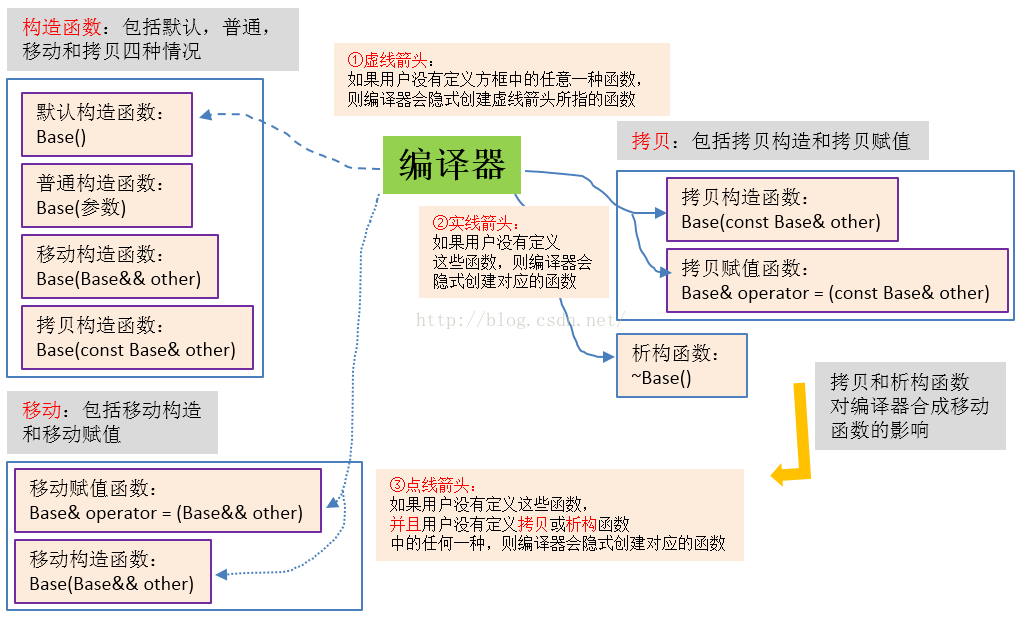 构造函数：包括默认，普通，
移动和拷贝四种情况
默认构造函数：
Base()
普通构造函数：
Base(参数)
移动构造函数：
Base(Base&& other)
拷贝构造函数：
Base(const Base& other)
①虚线箭头：
如果用户没有定义方框中的任意一种函数，
则编译器会隐式创建虚线箭头所指的函数
编译器
②实线箭头：
如果用户没有定义
这些函数，则编译器会
隐式创建对应的函数
拷贝：包括拷贝构造和拷贝赋值
拷贝构造函数：
Base(const Base& other)
拷贝赋值函数：
Base& operator = (const Base& other)
http://blog.csdn.net/
析构函数：
~Base()
拷贝和析构函数
对编译器合成移动
函数的影响
移动：包括移动构造
和移动赋值
移动赋值函数：
Base& operator = (Base&& other)
移动构造函数：
Base(Base&& other)
③点线箭头：
如果用户没有定义这些函数，
并且用户没有定义拷贝或析构函数
中的任何一种，则编译器会隐式创建对应的函数